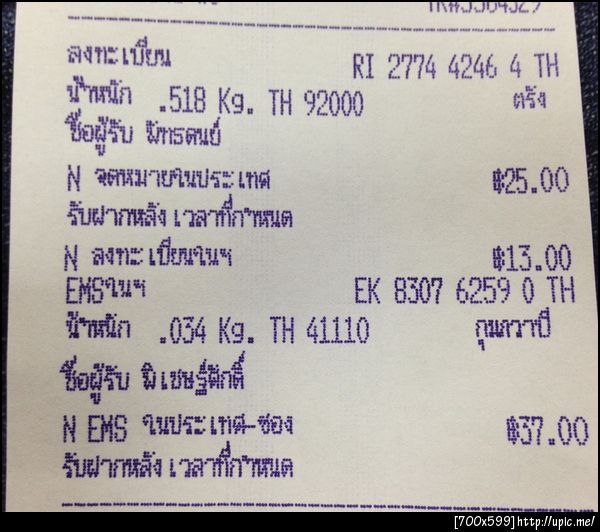 ลงทะเบียน RI 2774 4246 4 TH
น้ำหนัก .518 Kg. TH 92000 ตรัง
ชื่อผู้รับ พัทธดนย์
N จดหมายในประเทศ ฿25.00
รับฝากหลังเวลาที่กำหนด
N ลงทะเบียนในฯ ฿13.00
EMSในฯ EK 8307 6259 0 TH
น้ำหนัก .034 Kg. TH 41110 กุมภวาปี
ชื่อผู้รับ พิเชษฐ์ศักดิ์
N EMS ในประเทศ-ซอง ฿37.00
รับฝากหลังเวลาที่กำหนด
[700x599]http://upic.me/